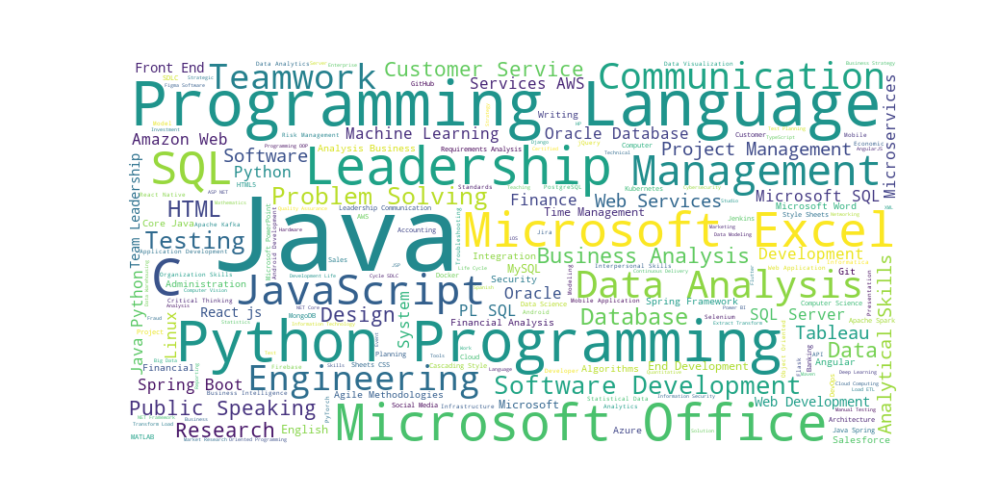 Front End
Data Analytics
Enterprise
Data Visualization
Business Strategy
SDLC
Strategic
Teamwork
GitHub
Customer Service
Services AWS
Communication
Figma Software
Programming Language
Microservices
Investment
Writing
Amazon Web
Risk Management
Machine Learning
Django
Oracle Database
Customer
TypeScript
Mobile
Economic
AngularJS
Programming OOP
Analysis Business
Requirements Analysis
jQuery
Computer
Technical
Project Management
SQL
Software
Python
Leadership
Management
Team Leadership
HTML5
ASP NET
Standards
Teaching
PostgreSQL
Kubernetes
React Native
Mathematics
Problem Solving
Finance
Web Services
Microsoft SQL
Microsoft Word
HTML
Leadership Communication
Time Management
Style Sheets
Networking
Core Java
Apache Kafka
AWS
Java
Microsoft Excel
Marketing
Jenkins
Testing
Hardware
Accounting
Troubleshooting
Jira
Data Modeling
Application Development
Android Development
Microsoft PowerPoint
Sales
JSP
Integration
Business Analysis
Development
Organization Skills
Development Life
Cycle SDLC
Life Cycle
MySQL
Interpersonal Skills
Web Application
Git
Administration
Computer Vision
Docker
Security
Modeling
Continuous Delivery
C
JavaScript
Data Analysis
Analytical Skills
Presentation
Critical Thinking
Analysis
Oracle
Data Science
Mobile Application
Spring Framework
Power BI
Computer Science
React js
MongoDB
Design
System
PL SQL
Android
Database
SQL Server
Fraud
Statistics
Financial Analysis
Selenium
Extract Transform
Apache Spark
Java Python
Project
Linux
Python Programming
Tableau
Planning
Work
Flask
Banking
API
Data
Big Data
Tools
Cloud
Angular
Financial
Firebase
Skills
Sheets CSS
Cascading Style
Language
Developer
Algorithms
End Development
Deep Learning
Spring Boot
Engineering
Software Development
Cloud Computing
Load ETL
Business Intelligence
Agile Methodologies
Statistical Data
Information Security
Web Development
Public Speaking
PyTorch
Social Media
Infrastructure
Microsoft
Analytics
Manual Testing
NET Framework
Business
Microsoft Office
Architecture
Transform Load
Research
English
Azure
Java Spring
MATLAB
Market Research
Oriented Programming
Salesforce